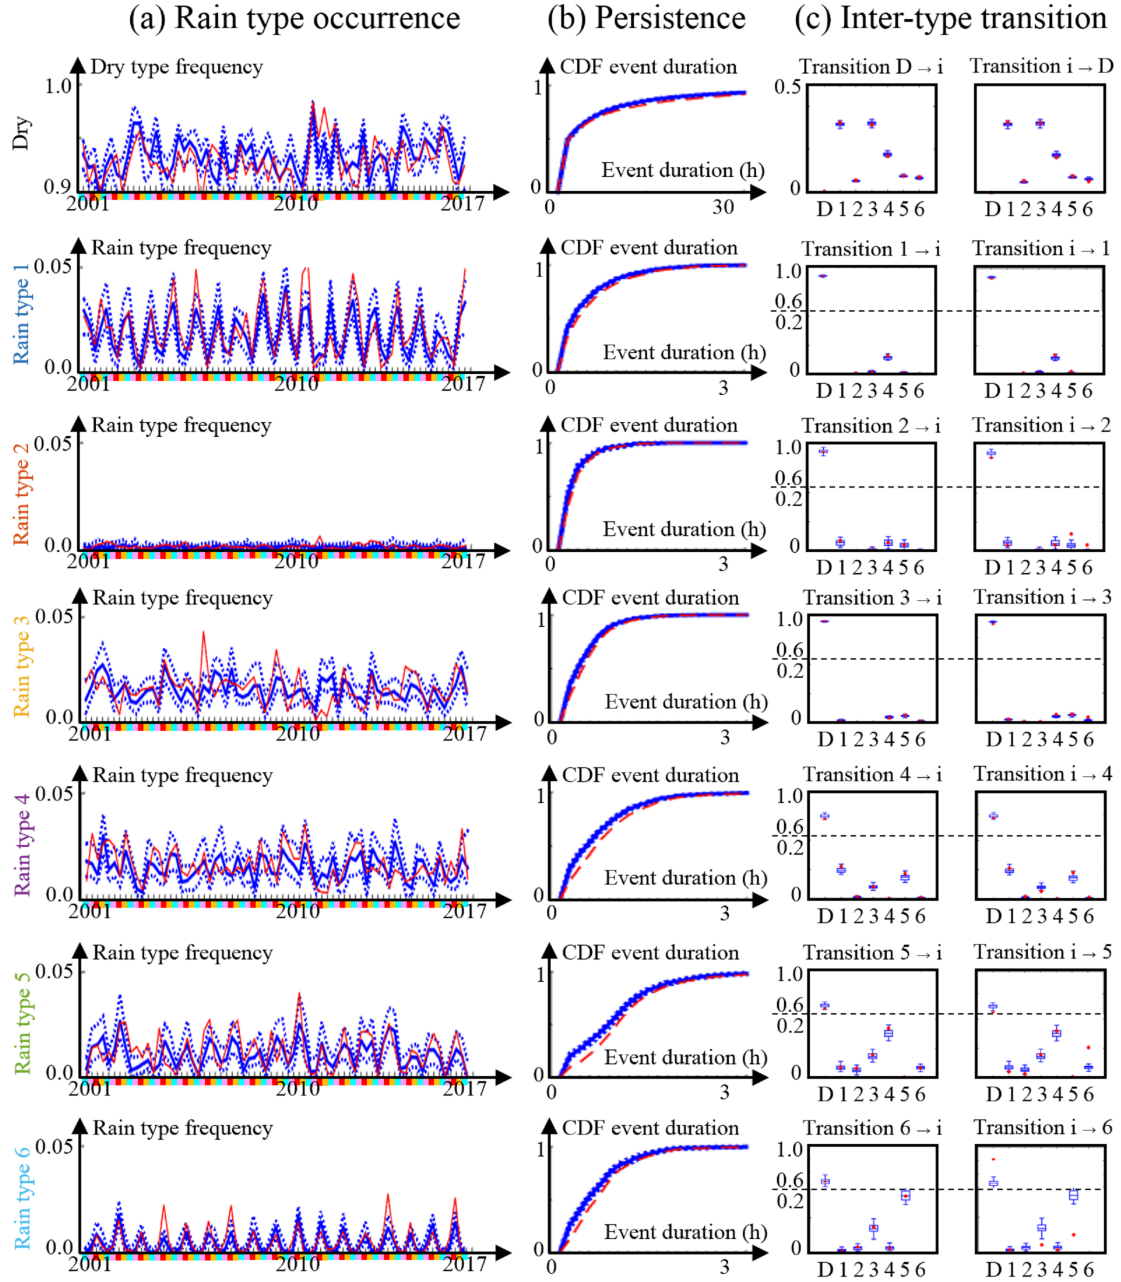 (a) Rain type occurrence (b) Persistence (c) Inter-type transition
Dry
Dry type frequency
1.0
0.9
2001 2010 2017
CDF event duration
1
Event duration (h)
0
0 30
Transition D → i
0.5
0
D 1 2 3 4 5 6
Transition i → D
D 1 2 3 4 5 6
Rain type 1
Rain type frequency
0.05
0.0
2001 2010 2017
CDF event duration
1
Event duration (h)
0
0 3
Transition 1 → i
1.0
0.6
0.2
0
D 1 2 3 4 5 6
Transition i → 1
D 1 2 3 4 5 6
Rain type 2
Rain type frequency
0.05
0.0
2001 2010 2017
CDF event duration
1
Event duration (h)
0
0 3
Transition 2 → i
1.0
0.6
0.2
0
D 1 2 3 4 5 6
Transition i → 2
D 1 2 3 4 5 6
Rain type 3
Rain type frequency
0.05
0.0
2001 2010 2017
CDF event duration
1
Event duration (h)
0
0 3
Transition 3 → i
1.0
0.6
0.2
0
D 1 2 3 4 5 6
Transition i → 3
D 1 2 3 4 5 6
Rain type 4
Rain type frequency
0.05
0.0
2001 2010 2017
CDF event duration
1
Event duration (h)
0
0 3
Transition 4 → i
1.0
0.6
0.2
0
D 1 2 3 4 5 6
Transition i → 4
D 1 2 3 4 5 6
Rain type 5
Rain type frequency
0.05
0.0
2001 2010 2017
CDF event duration
1
Event duration (h)
0
0 3
Transition 5 → i
1.0
0.6
0.2
0
D 1 2 3 4 5 6
Transition i → 5
D 1 2 3 4 5 6
Rain type 6
Rain type frequency
0.05
0.0
2001 2010 2017
CDF event duration
1
Event duration (h)
0
0 3
Transition 6 → i
1.0
0.6
0.2
0
D 1 2 3 4 5 6
Transition i → 6
D 1 2 3 4 5 6